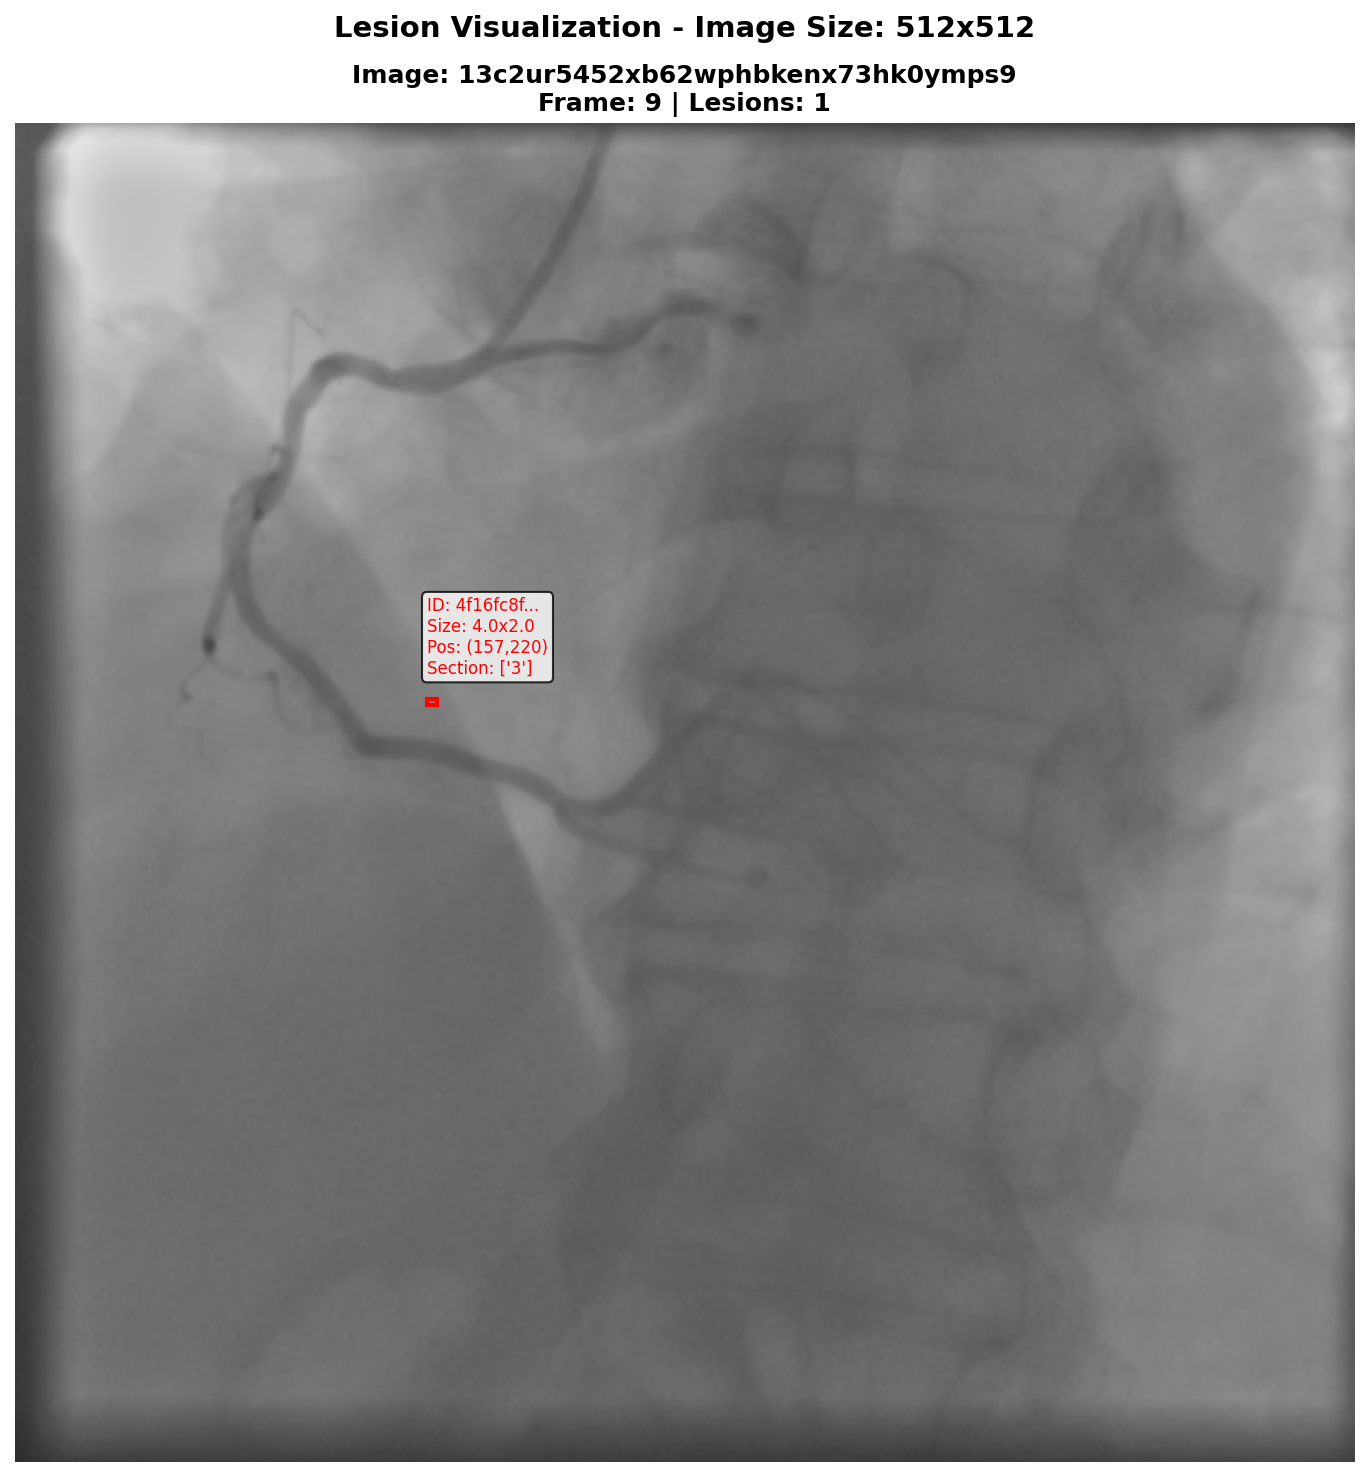 Lesion Visualization - Image Size: 512x512
Image: 13c2ur5452xb62wphbkenx73hk0ymps9
Frame: 9 | Lesions: 1
ID: 4f16fc8f...
Size: 4.0x2.0
Pos: (157,220)
Section: ['3']